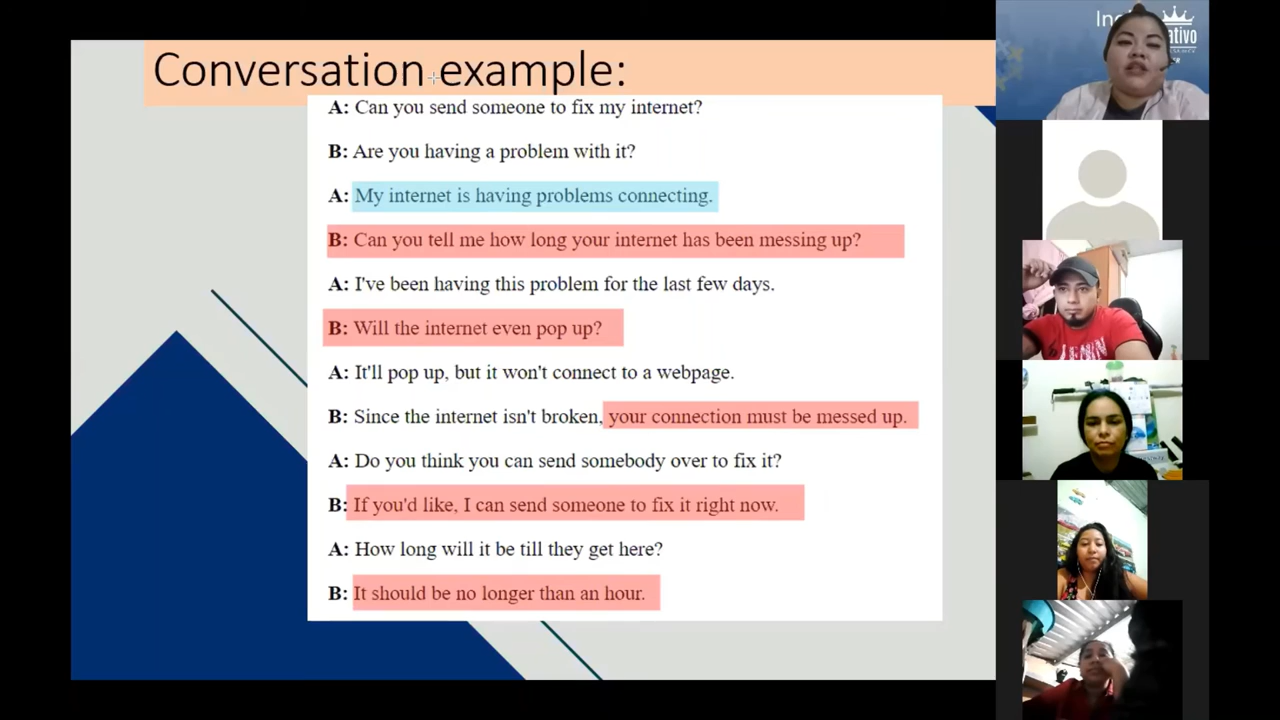 Conversation example:
A: Can you send someone to fix my internet?
B: Are you having a problem with it?
A: My internet is having problems connecting.
B: Can you tell me how long your internet has been messing up?
A: I've been having this problem for the last few days.
B: Will the internet even pop up?
A: It'll pop up, but it won't connect to a webpage.
B: Since the internet isn't broken, your connection must be messed up.
A: Do you think you can send somebody over to fix it?
B: If you'd like, I can send someone to fix it right now.
A: How long will it be till they get here?
B: It should be no longer than an hour.